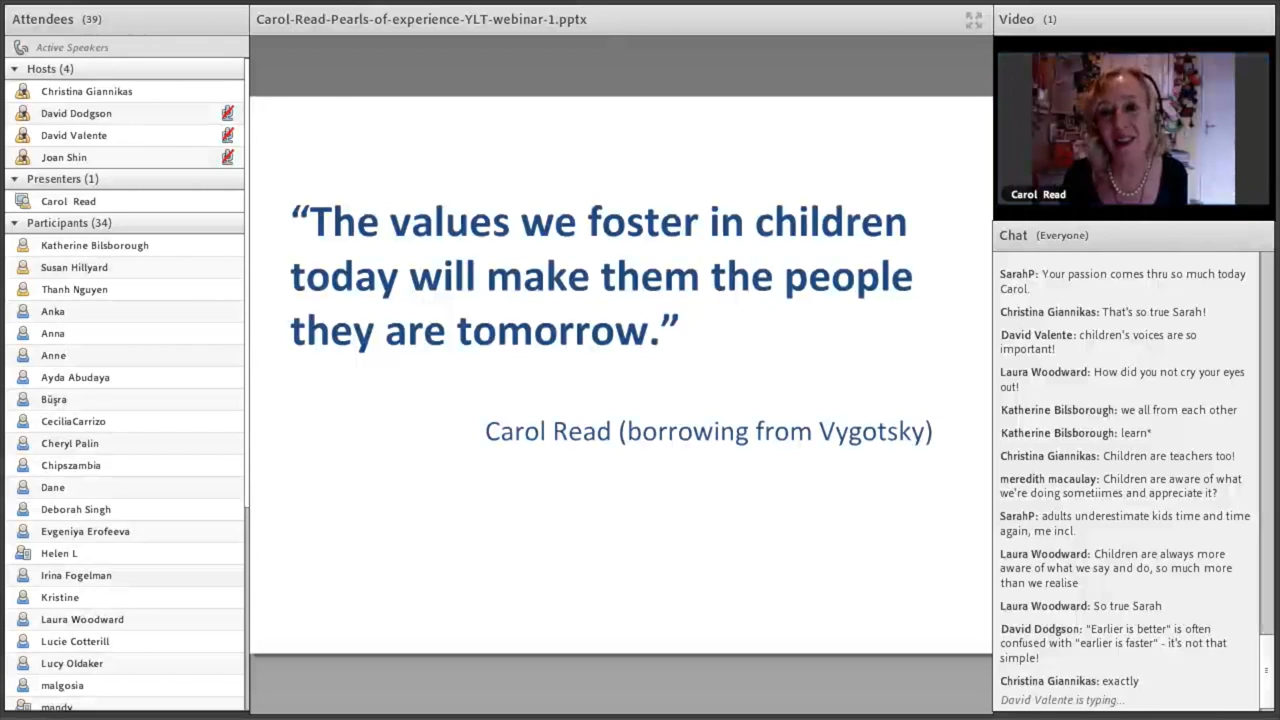 Attendees (39)
Active Speakers
Hosts (4)
Christina Giannikas
David Dodgson
David Valente
Joan Shin
Presenters (1)
Carol Read
Participants (34)
Katherine Bilsborough
Susan Hillyard
Thanh Nguyen
Anka
Anna
Anne
Ayda Abudaya
Büşra
CeciliaCarrizo
Cheryl Palin
Chipszambia
Dane
Deborah Singh
Evgeniya Erofeeva
Helen L
Irina Fogelman
Kristine
Laura Woodward
Lucie Cotterill
Lucy Oldaker
malgosia
mandy
Carol-Read-Pearls-of-experience-YLT-webinar-1.pptx
“The values we foster in children
today will make them the people
they are tomorrow.”
Carol Read (borrowing from Vygotsky)
Video (1)
Carol Read
Chat (Everyone)
SarahP: Your passion comes thru so much today
Carol.
Christina Giannikas: That's so true Sarah!
David Valente: children's voices are so
important!
Laura Woodward: How did you not cry your eyes
out!
Katherine Bilsborough: we all from each other
Katherine Bilsborough: learn*
Christina Giannikas: Children are teachers too!
meredith macaulay: Children are aware of what
we're doing sometiimes and appreciate it?
SarahP: adults underestimate kids time and time
again, me incl.
Laura Woodward: Children are always more
aware of what we say and do, so much more
than we realise
Laura Woodward: So true Sarah
David Dodgson: "Earlier is better" is often
confused with "earlier is faster" - it's not that
simple!
Christina Giannikas: exactly
David Valente is typing...